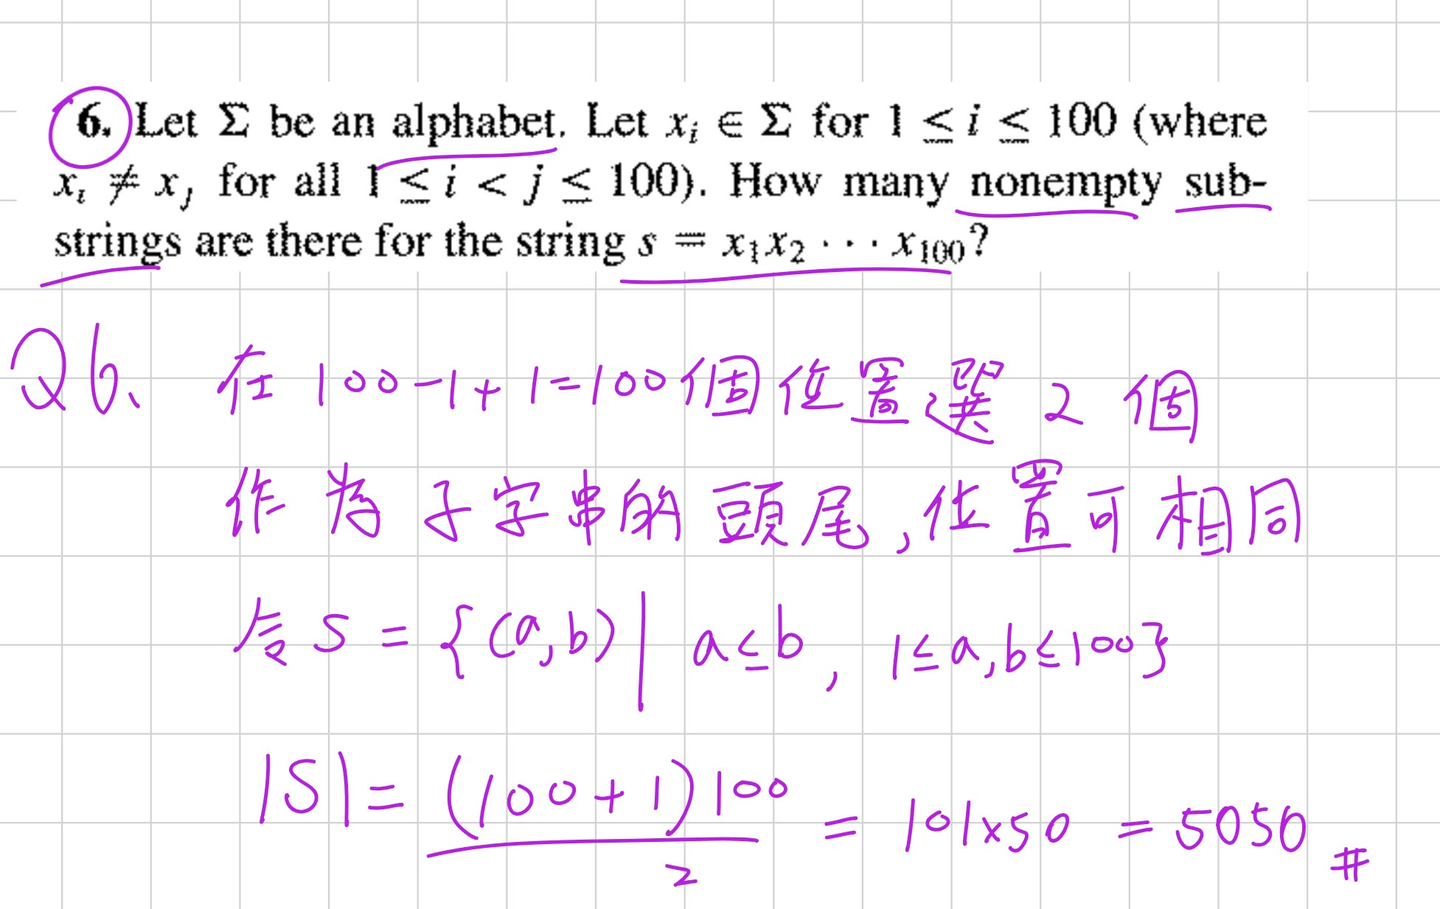 6. Let Σ be an alphabet. Let xᵢ ∈ Σ for 1 ≤ i ≤ 100 (where
xᵢ ≠ xⱼ for all 1 ≤ i < j ≤ 100). How many nonempty sub-
strings are there for the string s = x₁x₂ · · · x₁₀₀?
Q6、 在 100-1+1=100個位置選 2 個
作為子字串的頭尾,位置可相同
令 S = {(a,b)| a≤b, 1≤a,b≤100}
|S| = (100+1)100 / 2 = 101×50 = 5050 #